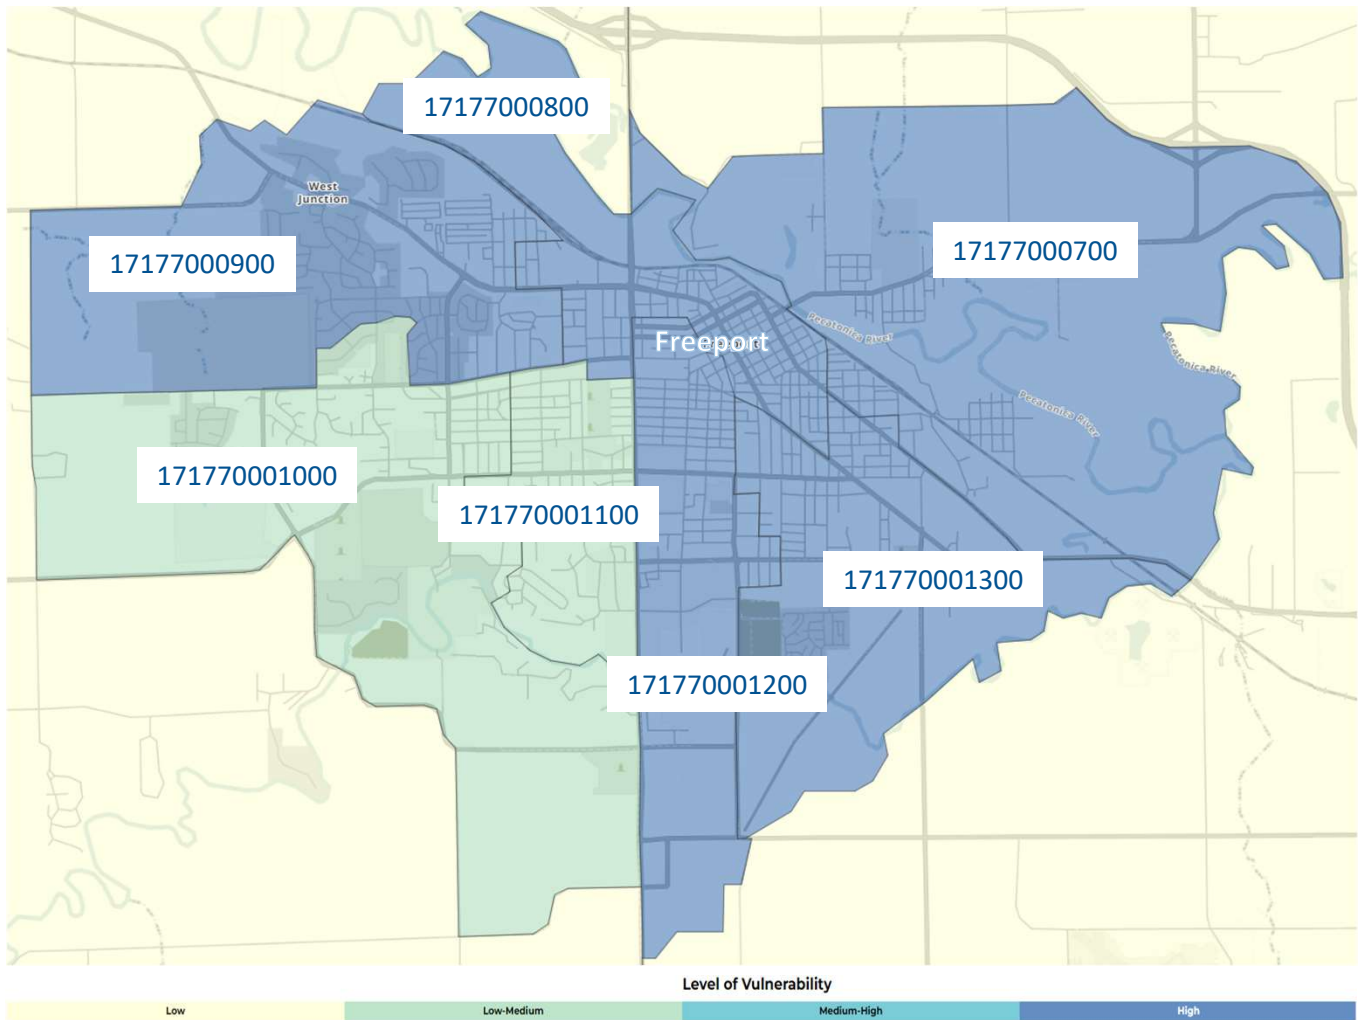 17177000800
West
Junction
17177000900
17177000700
Pecatonica River
Freeport
Pecatonica River
Pecatonica River
171770001000
171770001100
171770001300
171770001200
Level of Vulnerability
Low
Low-Medium
Medium-High
High